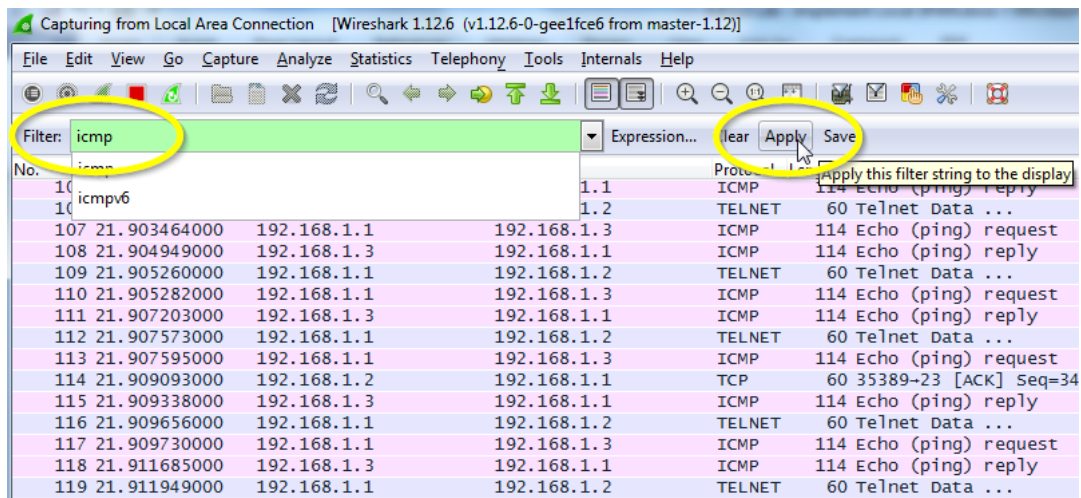 Capturing from Local Area Connection [Wireshark 1.12.6 (v1.12.6-0-gee1fce6 from master-1.12)]
File Edit View Go Capture Analyze Statistics Telephony Tools Internals Help
Filter: icmp Expression... Clear Apply Save
No. icmp Apply this filter string to the display
icmpv6
10 1.1 ICMP 114 Echo (ping) reply
10 1.2 TELNET 60 Telnet Data ...
107 21.903464000 192.168.1.1 192.168.1.3 ICMP 114 Echo (ping) request
108 21.904949000 192.168.1.3 192.168.1.1 ICMP 114 Echo (ping) reply
109 21.905260000 192.168.1.1 192.168.1.2 TELNET 60 Telnet Data ...
110 21.905282000 192.168.1.1 192.168.1.3 ICMP 114 Echo (ping) request
111 21.907203000 192.168.1.3 192.168.1.1 ICMP 114 Echo (ping) reply
112 21.907573000 192.168.1.1 192.168.1.2 TELNET 60 Telnet Data ...
113 21.907595000 192.168.1.1 192.168.1.3 ICMP 114 Echo (ping) request
114 21.909093000 192.168.1.2 192.168.1.1 TCP 60 35389→23 [ACK] Seq=34
115 21.909338000 192.168.1.3 192.168.1.1 ICMP 114 Echo (ping) reply
116 21.909656000 192.168.1.1 192.168.1.2 TELNET 60 Telnet Data ...
117 21.909730000 192.168.1.1 192.168.1.3 ICMP 114 Echo (ping) request
118 21.911685000 192.168.1.3 192.168.1.1 ICMP 114 Echo (ping) reply
119 21.911949000 192.168.1.1 192.168.1.2 TELNET 60 Telnet Data ...